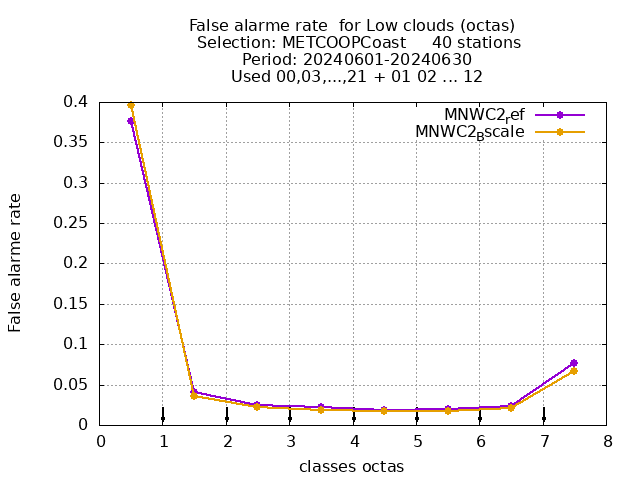 False alarme rate  for Low clouds (octas)
Selection: METCOOPCoast     40 stations
Period: 20240601-20240630
Used 00,03,...,21 + 01 02 ... 12
MNWC2ref
MNWC2Bscale
0.4
0.35
0.3
0.25
0.2
0.15
0.1
0.05
0
False alarme rate
0 1 2 3 4 5 6 7 8
classes octas